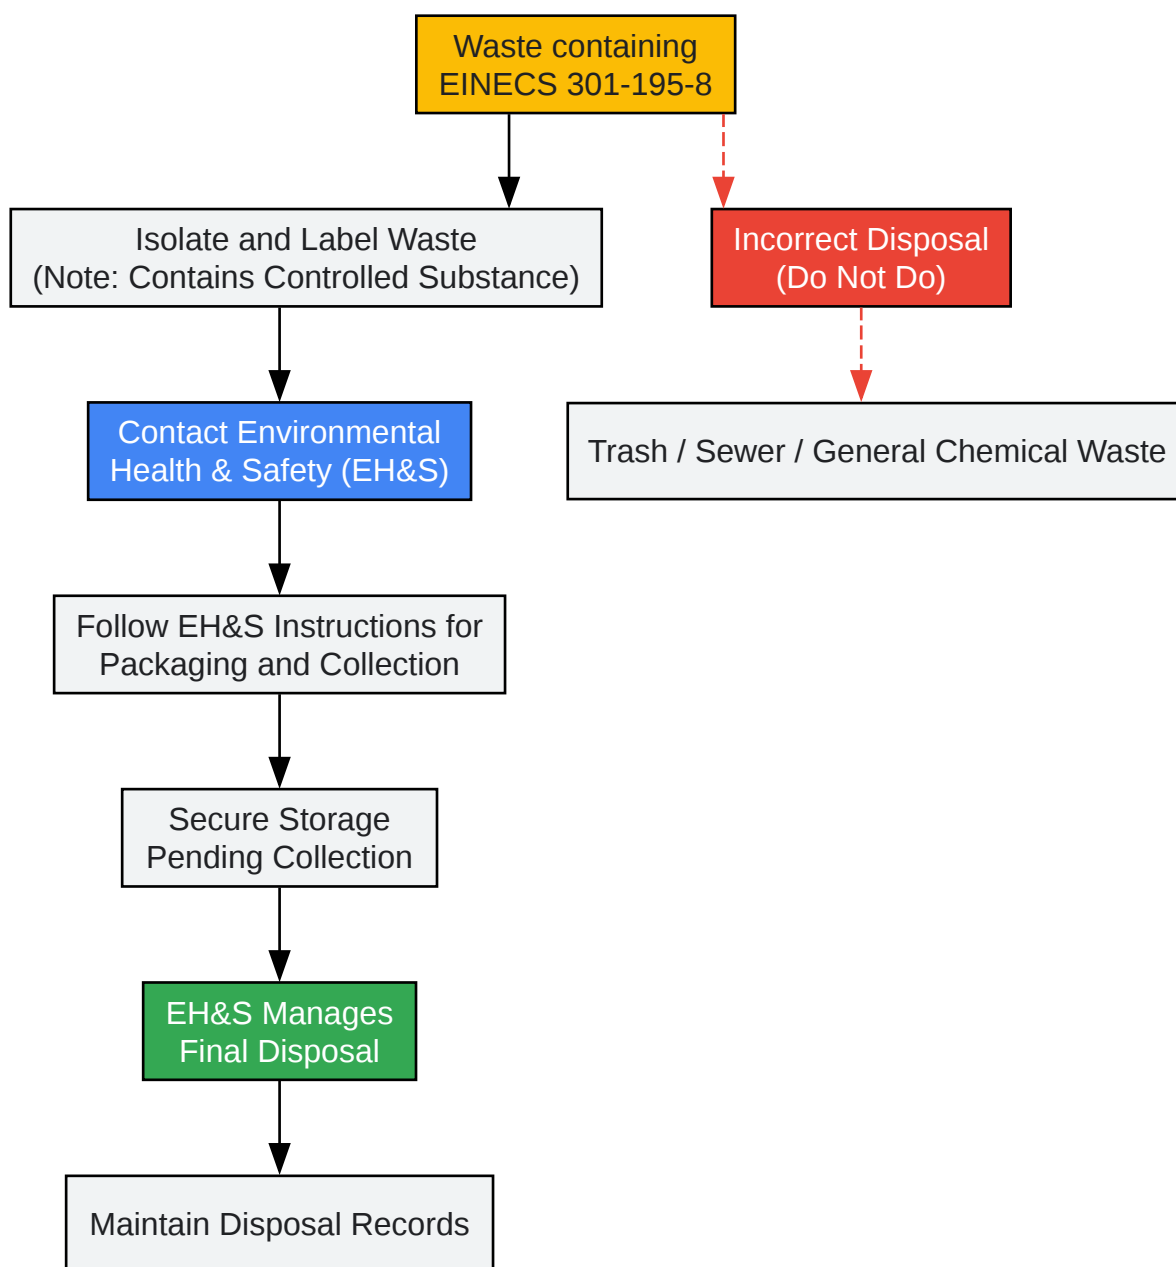 Waste containing
EINECS 301-195-8
Isolate and Label Waste
(Note: Contains Controlled Substance)
Incorrect Disposal
(Do Not Do)
Contact Environmental
Health & Safety (EH&S)
Trash / Sewer / General Chemical Waste
Follow EH&S Instructions for
Packaging and Collection
Secure Storage
Pending Collection
EH&S Manages
Final Disposal
Maintain Disposal Records